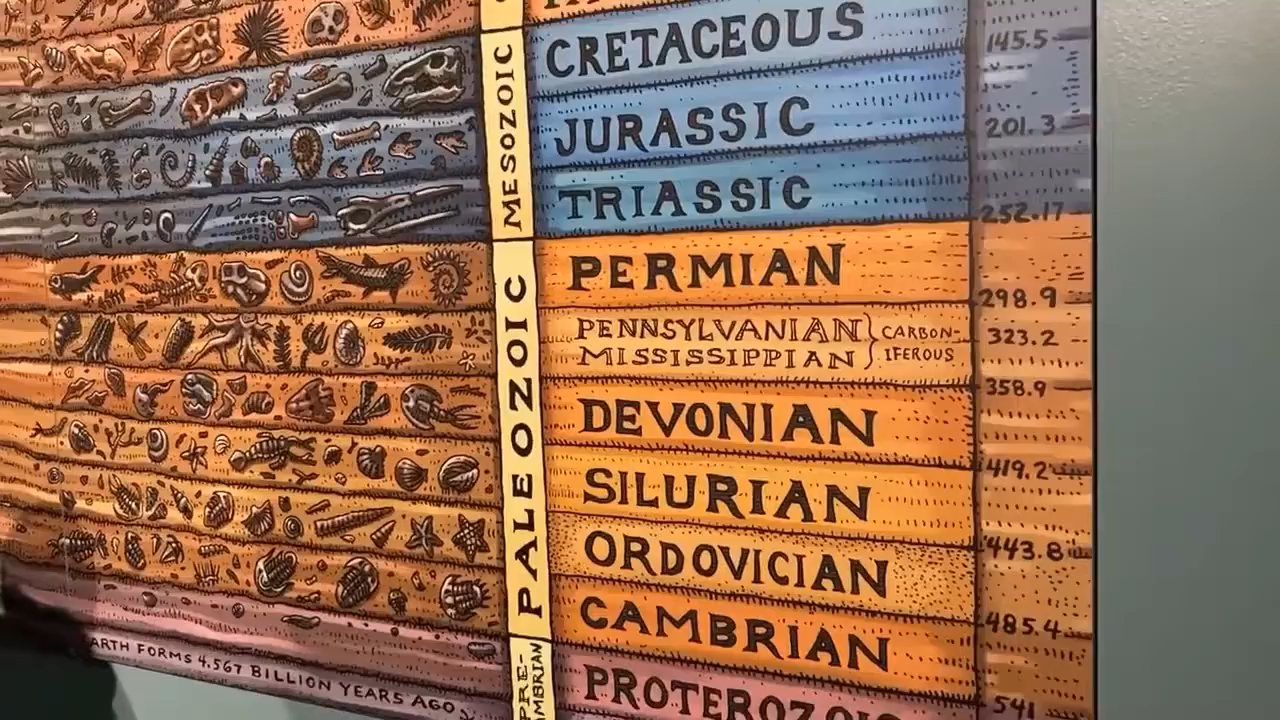 MESOZOIC
CRETACEOUS
145.5
JURASSIC
201.3
TRIASSIC
252.17
PALEOZOIC
PERMIAN
298.9
PENNSYLVANIAN
MISSISSIPPIAN
CARBON-
IFEROUS
323.2
358.9
DEVONIAN
419.2
SILURIAN
443.8
ORDOVICIAN
485.4
CAMBRIAN
541
PRE-
AMBRIAN
PROTEROZOIC
ARTH FORMS 4.567 BILLION YEARS AGO